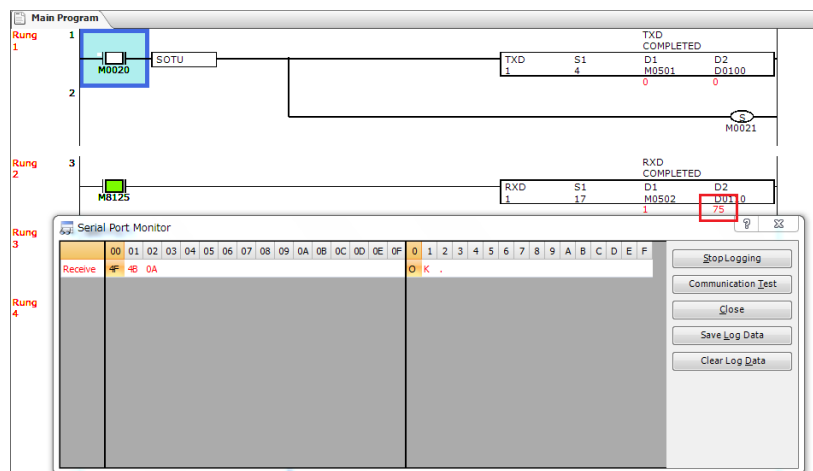 Main Program
Rung 1 TXD
1 COMPLETED
SOTU TXD S1 D1 D2
M0020 1 4 M0501 D0100
0 0
2
S
M0021
Rung 3 RXD
2 COMPLETED
RXD S1 D1 D2
M8125 1 17 M0502 D0110
1 75
Rung Serial Port Monitor ?
3 00 01 02 03 04 05 06 07 08 09 0A 0B 0C 0D 0E 0F 0 1 2 3 4 5 6 7 8 9 A B C D E F
Stop Logging
Receive 4F 4B 0A O K .
Communication Test
Rung
4 Close
Save Log Data
Clear Log Data